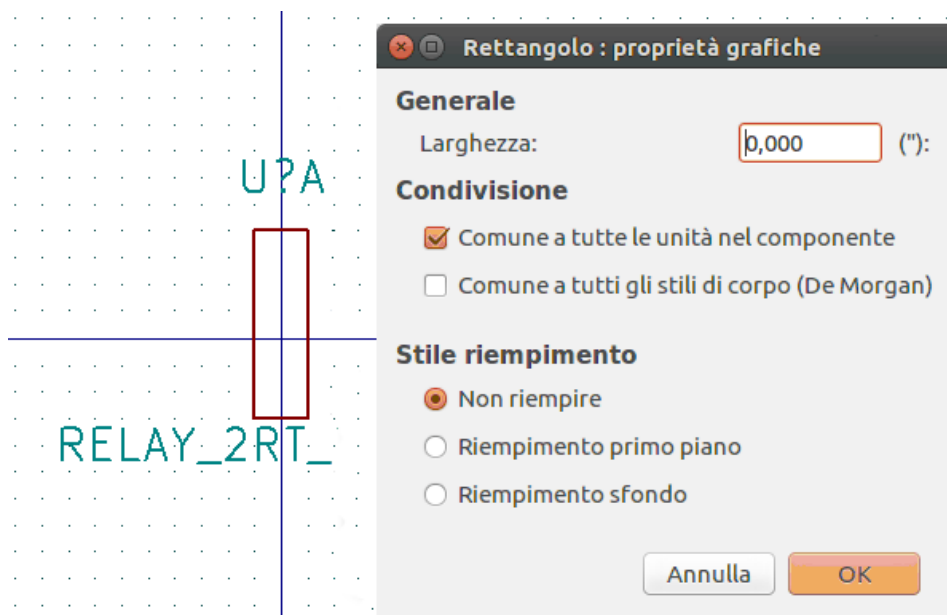 U?A
RELAY_2RT_
Rettangolo : proprietà grafiche
Generale
Larghezza: 0,000 ("):
Condivisione
Comune a tutte le unità nel componente
Comune a tutti gli stili di corpo (De Morgan)
Stile riempimento
Non riempire
Riempimento primo piano
Riempimento sfondo
Annulla OK